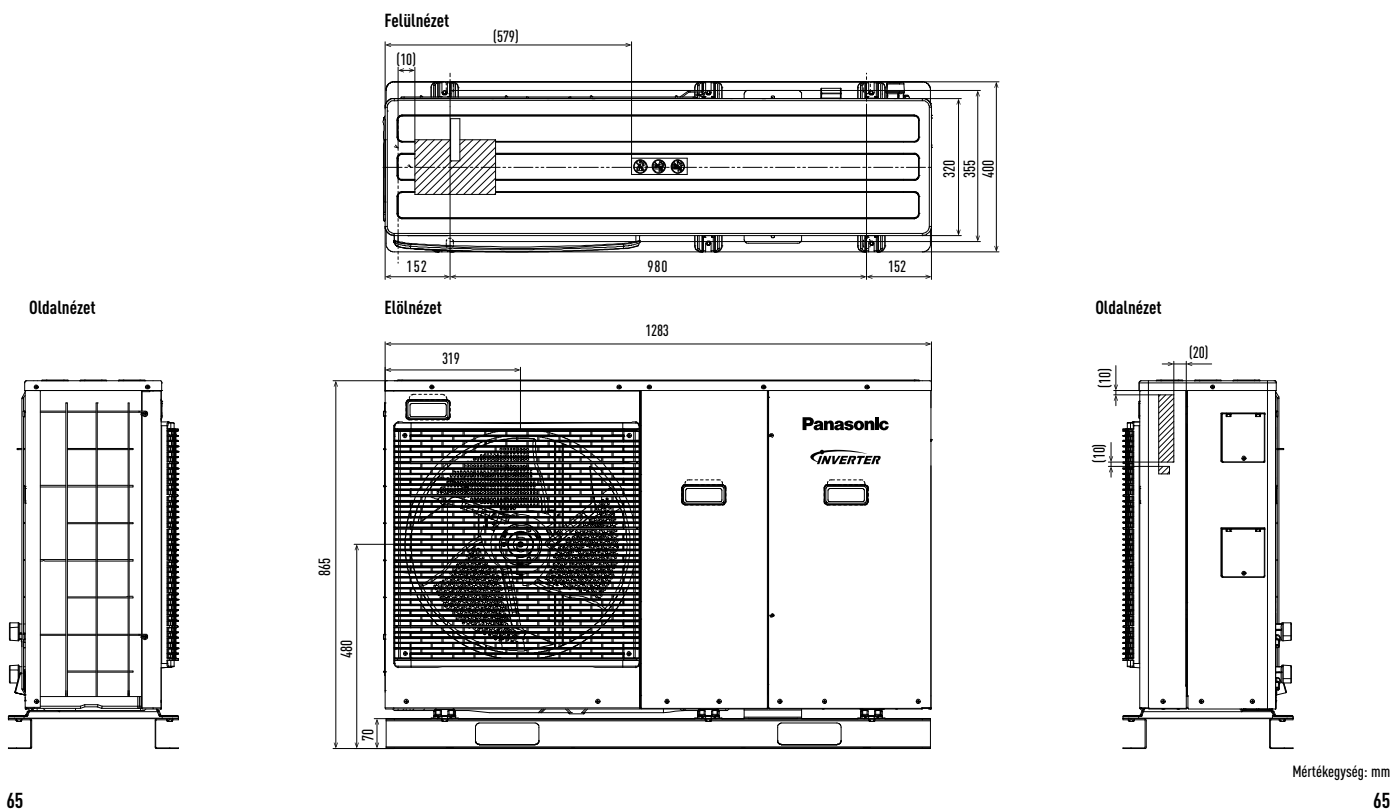 Felülnézet
(579)
(10)
320
355
400
152
980
152
Oldalnézet
Elölnézet
Oldalnézet
1283
319
(20)
(10)
(10)
Panasonic
INVERTER
865
480
70
Mértékegység: mm
65
65